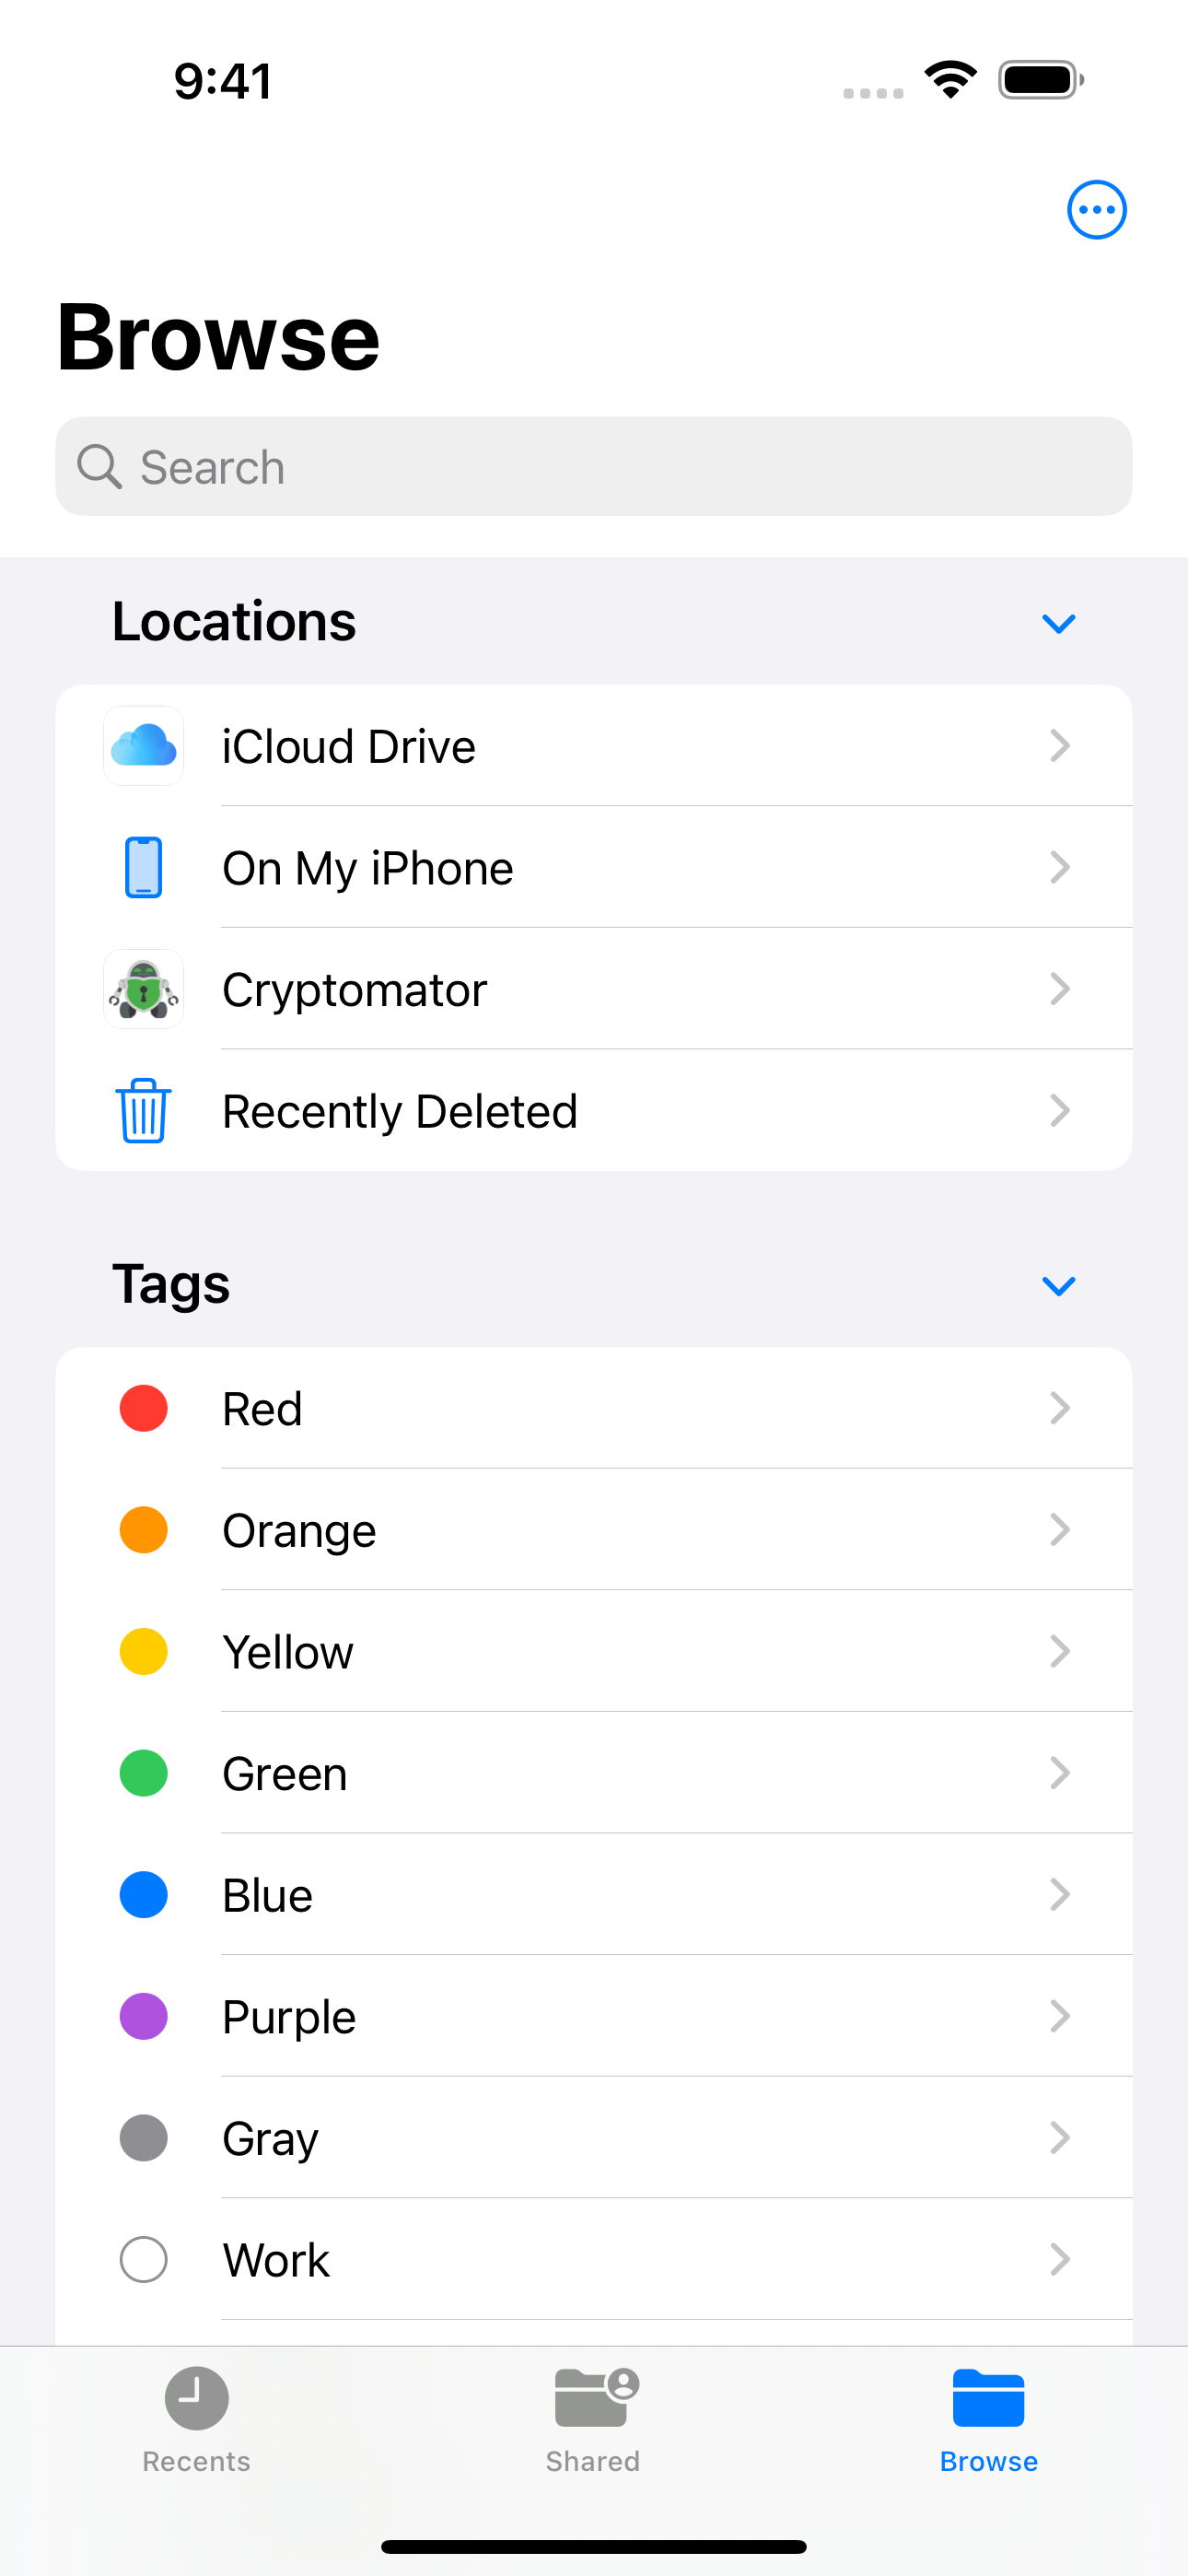 9:41
Browse
Search
Locations
iCloud Drive
On My iPhone
Cryptomator
Recently Deleted
Tags
Red
Orange
Yellow
Green
Blue
Purple
Gray
Work
Recents
Shared
Browse